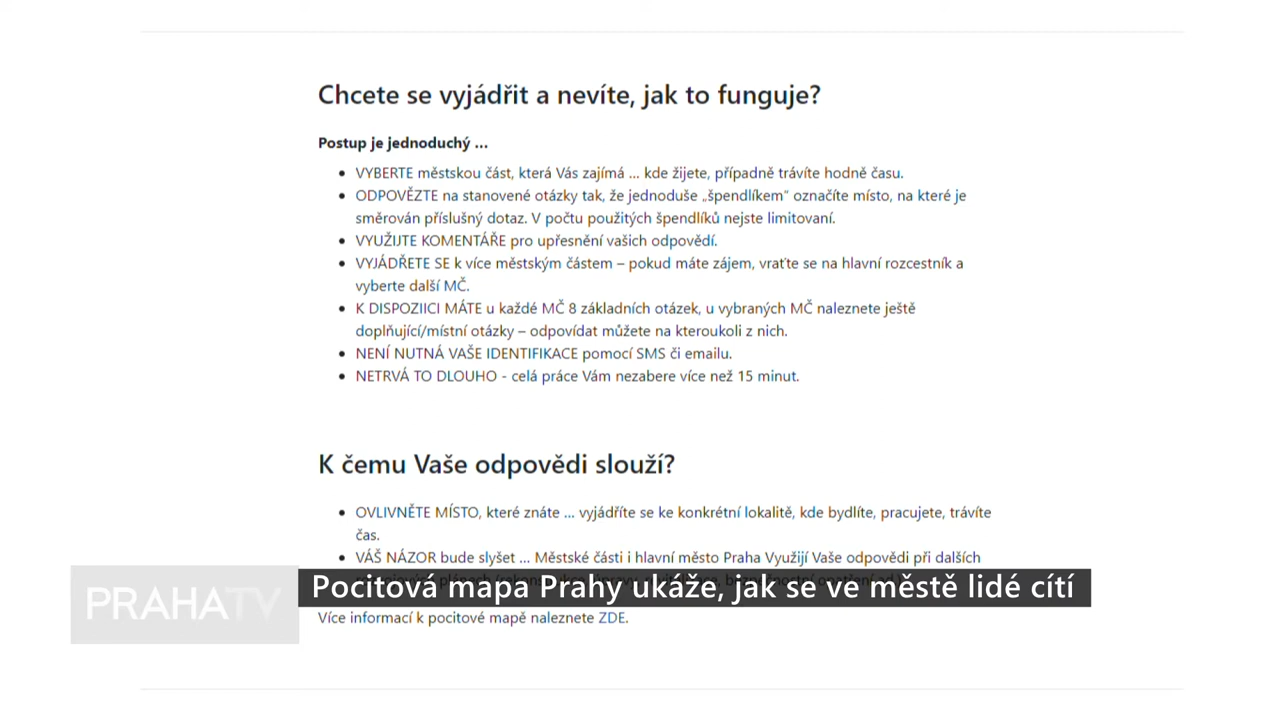 Chcete se vyjádřit a nevíte, jak to funguje?
Postup je jednoduchý ...
• VYBERTE městskou část, která Vás zajímá ... kde žijete, případně trávíte hodně času.
• ODPOVĚZTE na stanovené otázky tak, že jednoduše „špendlíkem“ označíte místo, na které je
směrován příslušný dotaz. V počtu použitých špendlíků nejste limitovaní.
• VYUŽIJTE KOMENTÁŘE pro upřesnění vašich odpovědí.
• VYJÁDŘETE SE k více městským částem – pokud máte zájem, vraťte se na hlavní rozcestník a
vyberte další MČ.
• K DISPOZIICI MÁTE u každé MČ 8 základních otázek, u vybraných MČ naleznete ještě
doplňující/místní otázky – odpovídat můžete na kteroukoli z nich.
• NENÍ NUTNÁ VAŠE IDENTIFIKACE pomocí SMS či emailu.
• NETRVÁ TO DLOUHO - celá práce Vám nezabere více než 15 minut.
K čemu Vaše odpovědi slouží?
• OVLIVNĚTE MÍSTO, které znáte ... vyjádříte se ke konkrétní lokalitě, kde bydlíte, pracujete, trávíte
čas.
• VÁŠ NÁZOR bude slyšet ... Městské části i hlavní město Praha Využijí Vaše odpovědi při dalších
Pocitová mapa Prahy ukáže, jak se ve městě lidé cítí
PRAHATV
Více informací k pocitové mapě naleznete ZDE.